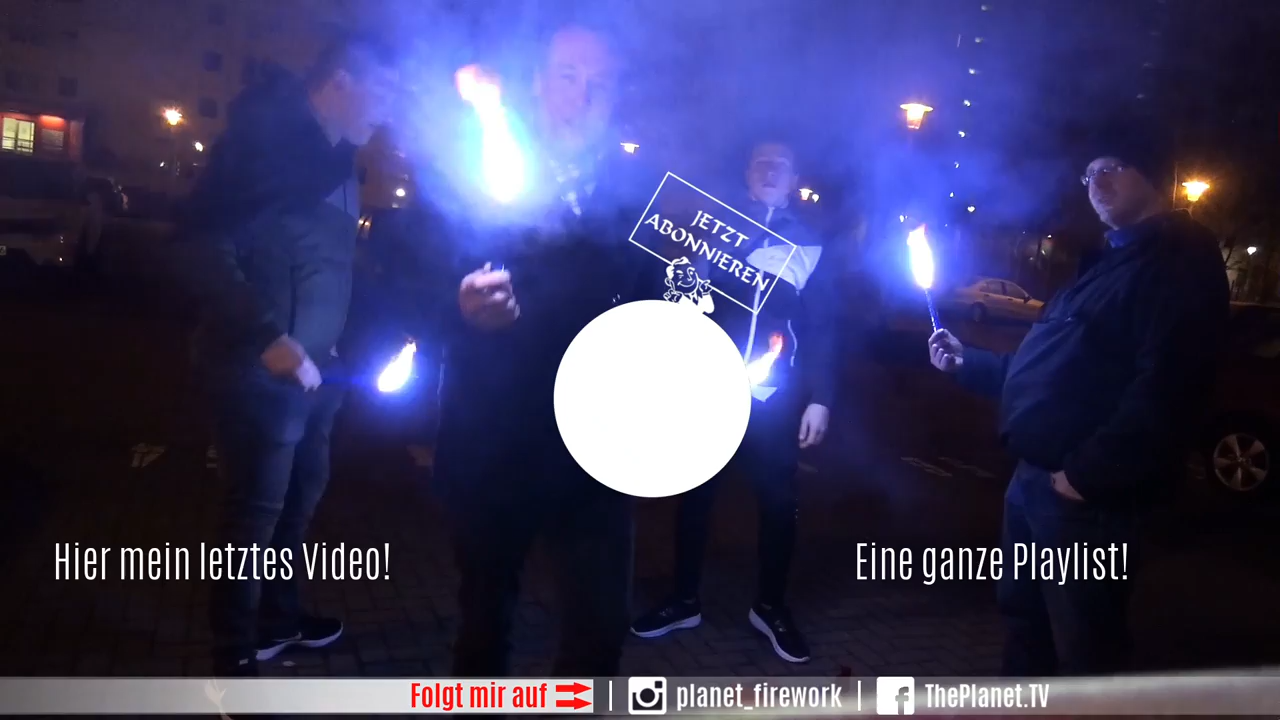 JETZT
ABONNIEREN
Hier mein letztes Video!
Eine ganze Playlist!
Folgt mir auf | planet_firework | ThePlanet.TV